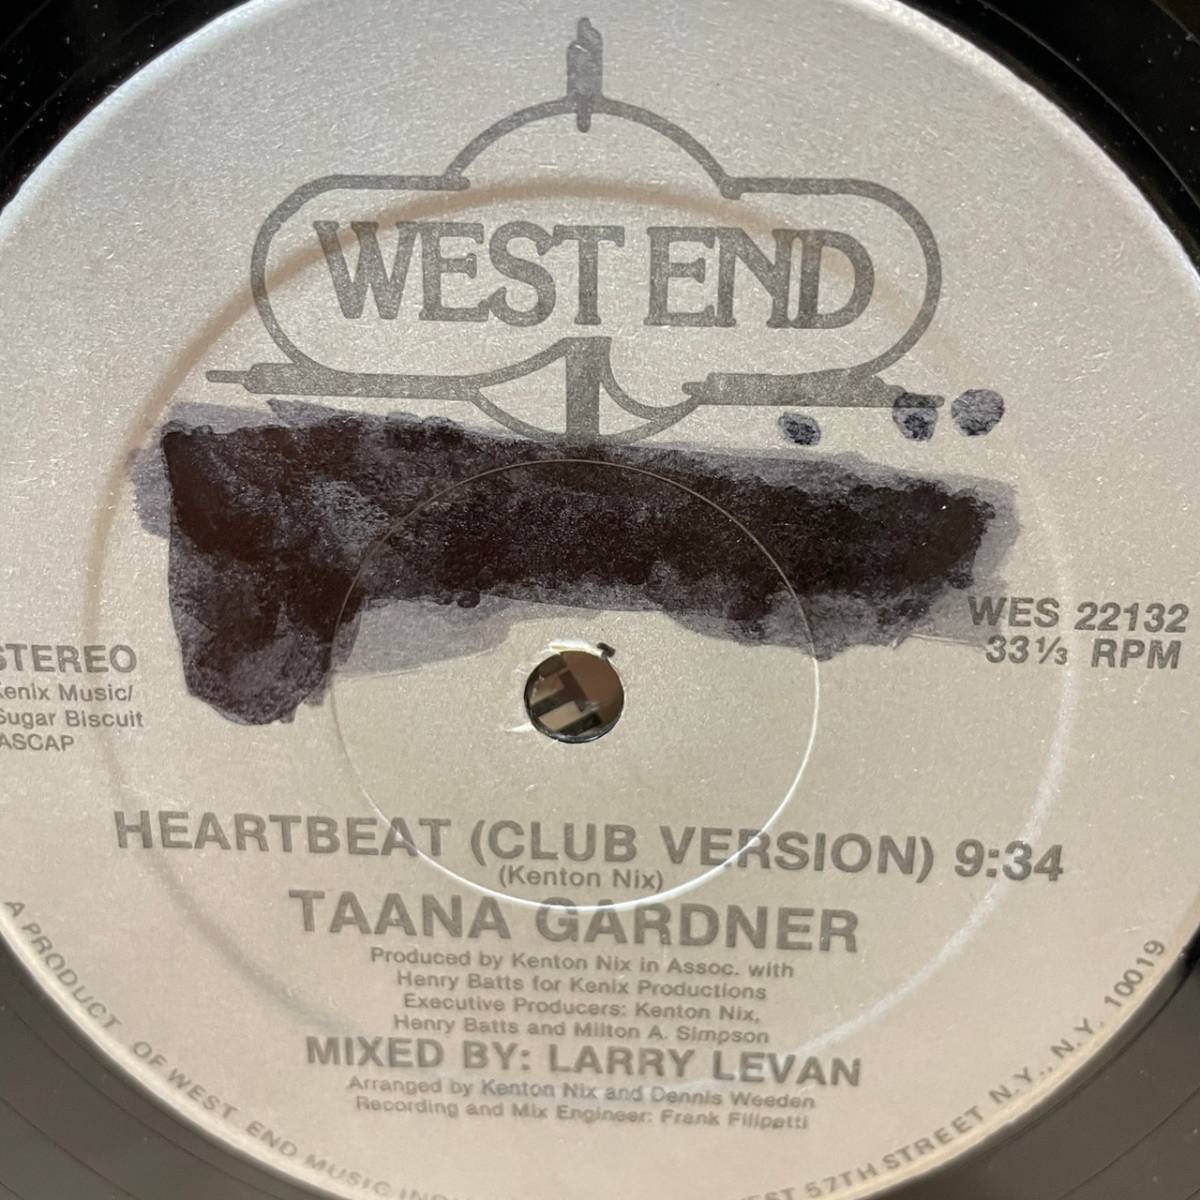 WEST END
WES 22132
33⅓ RPM
STEREO
Kenix Music/
Sugar Biscuit
ASCAP
HEARTBEAT (CLUB VERSION) 9:34
(Kenton Nix)
TAANA GARDNER
Produced by Kenton Nix in Assoc. with
Henry Batts for Kenix Productions
Executive Producers: Kenton Nix,
Henry Batts and Milton A. Simpson
MIXED BY: LARRY LEVAN
Arranged by Kenton Nix and Dennis Weeden
Recording and Mix Engineer: Frank Filipetti
A PRODUCT OF WEST END MUSIC 57TH STREET N.Y., N.Y. 10019